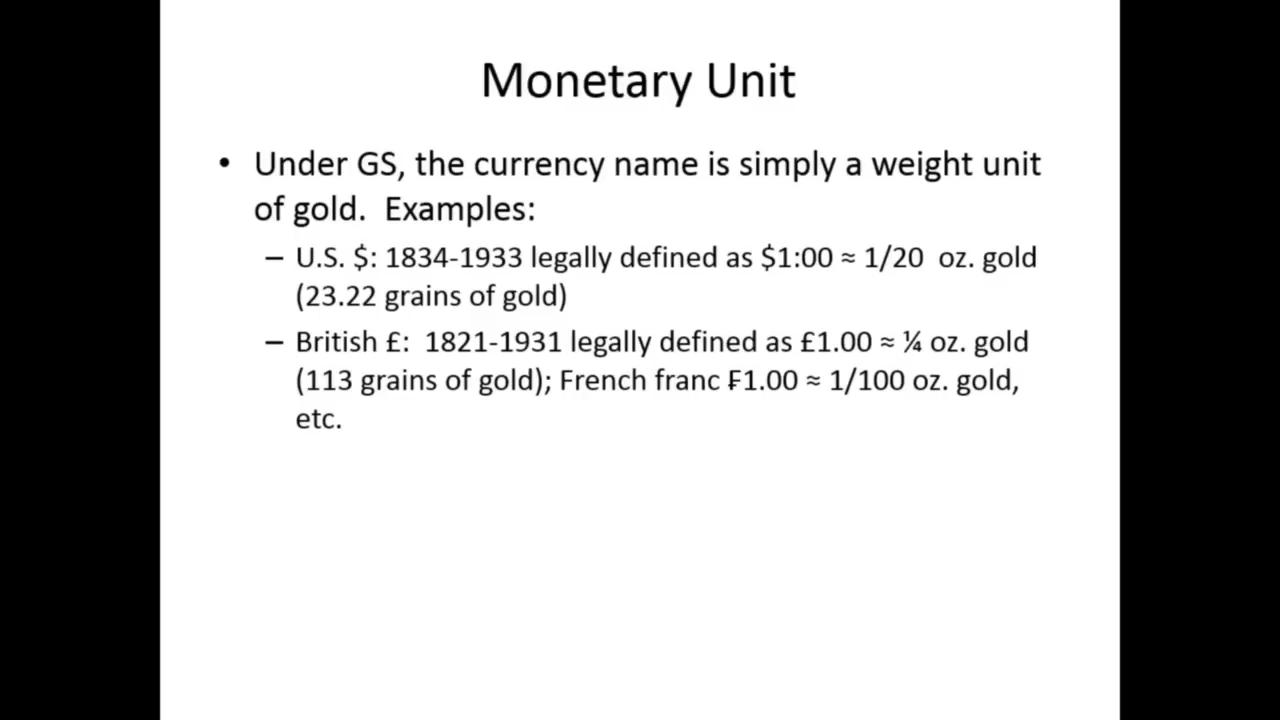 Monetary Unit
• Under GS, the currency name is simply a weight unit
of gold.  Examples:
– U.S. $: 1834-1933 legally defined as $1:00 ≈ 1/20  oz. gold
(23.22 grains of gold)
– British £:  1821-1931 legally defined as £1.00 ≈ ¼ oz. gold
(113 grains of gold); French franc ₣1.00 ≈ 1/100 oz. gold,
etc.